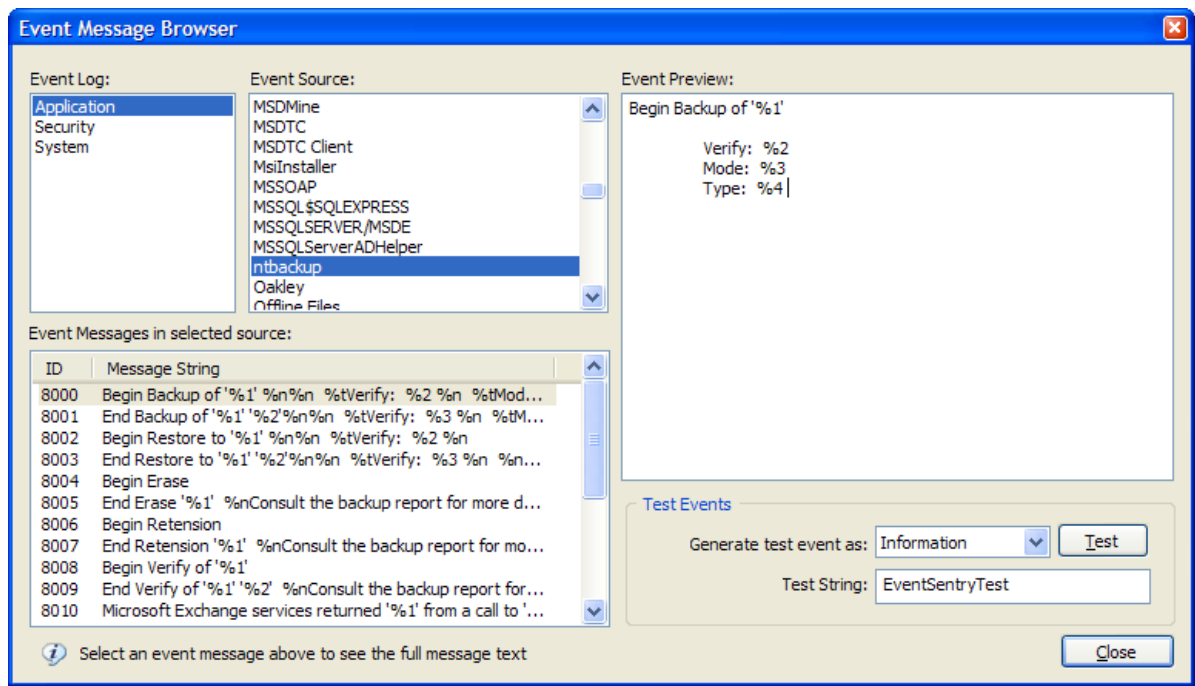 Event Message Browser
Event Log:
Application
Security
System
Event Source:
MSDMine
MSDTC
MSDTC Client
MsiInstaller
MSSOAP
MSSQL$SQLEXPRESS
MSSQLSERVER/MSDE
MSSQLServerADHelper
ntbackup
Oakley
Offline Files
Event Preview:
Begin Backup of '%1'
Verify:  %2
Mode:  %3
Type:  %4
Event Messages in selected source:
ID Message String
8000 Begin Backup of '%1' %n%n  %tVerify:  %2 %n  %tMod...
8001 End Backup of '%1' '%2'%n%n  %tVerify:  %3 %n  %tM...
8002 Begin Restore to '%1' %n%n  %tVerify:  %2 %n
8003 End Restore to '%1' '%2'%n%n  %tVerify:  %3 %n  %n...
8004 Begin Erase
8005 End Erase '%1'  %nConsult the backup report for more d...
8006 Begin Retension
8007 End Retension '%1'  %nConsult the backup report for mo...
8008 Begin Verify of '%1'
8009 End Verify of '%1' '%2'  %nConsult the backup report for...
8010 Microsoft Exchange services returned '%1' from a call to '...
Test Events
Generate test event as: Information Test
Test String: EventSentryTest
Select an event message above to see the full message text
Close